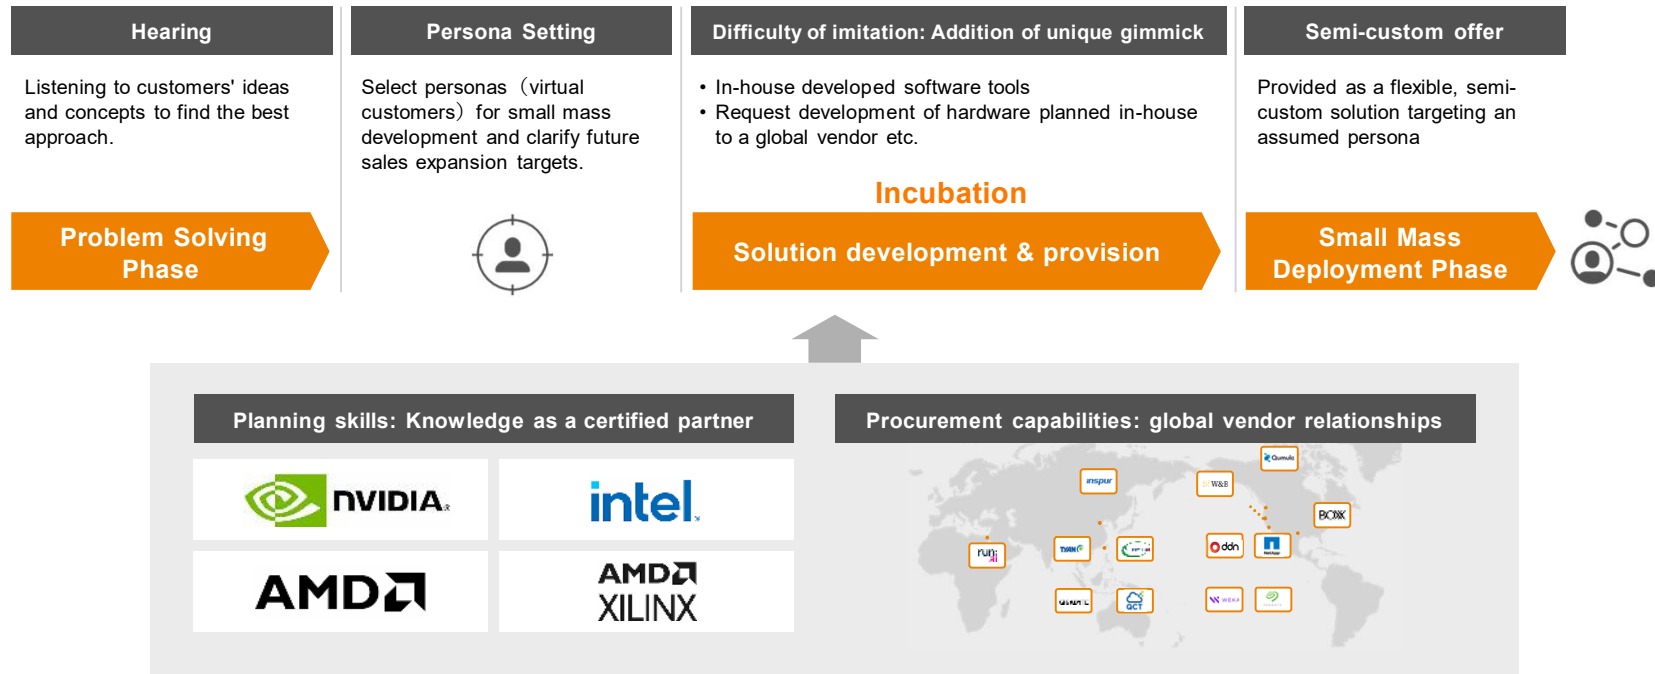 Hearing
Listening to customers' ideas
and concepts to find the best
approach.
Problem Solving
Phase
Persona Setting
Select personas（virtual
customers）for small mass
development and clarify future
sales expansion targets.
Difficulty of imitation: Addition of unique gimmick
• In-house developed software tools
• Request development of hardware planned in-house
to a global vendor etc.
Incubation
Solution development & provision
Semi-custom offer
Provided as a flexible, semi-
custom solution targeting an
assumed persona
Small Mass
Deployment Phase
Planning skills: Knowledge as a certified partner
NVIDIA
intel
AMD
AMD
XILINX
Procurement capabilities: global vendor relationships
Qumulo
inspur
W&B
BOXX
run:
ai
TYAN
ddn
NetApp
QCT
WEKA